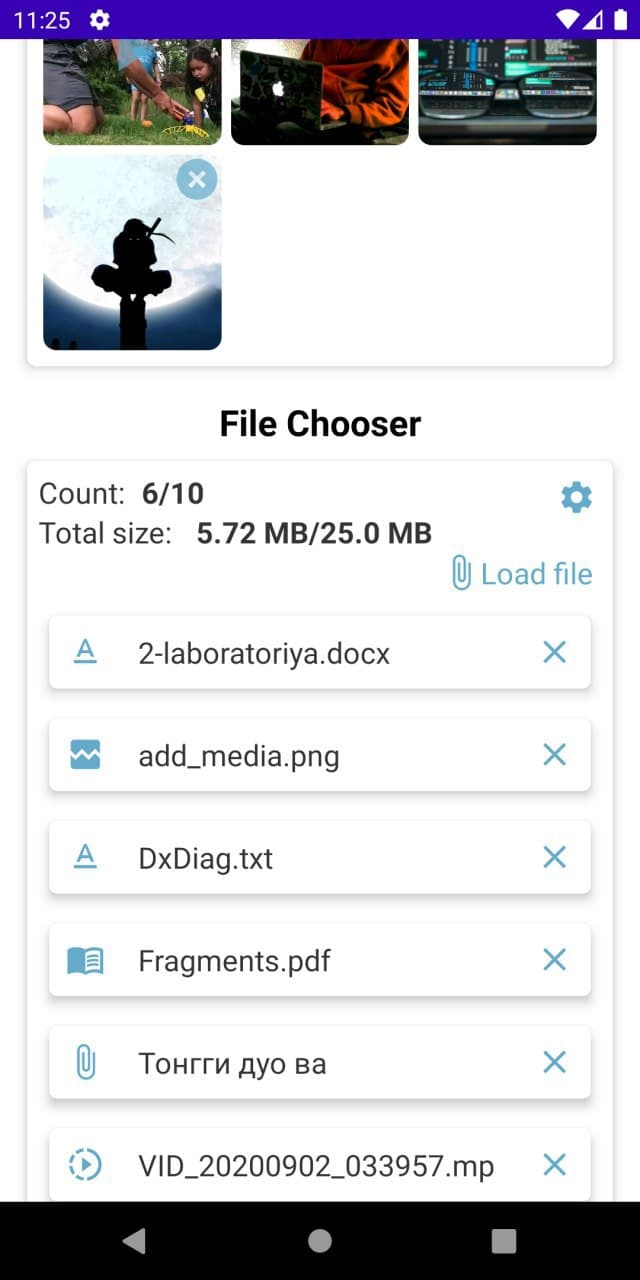 11:25
File Chooser
Count: 6/10
Total size: 5.72 MB/25.0 MB
Load file
2-laboratoriya.docx
add_media.png
DxDiag.txt
Fragments.pdf
Тонгги дуо ва
VID_20200902_033957.mp